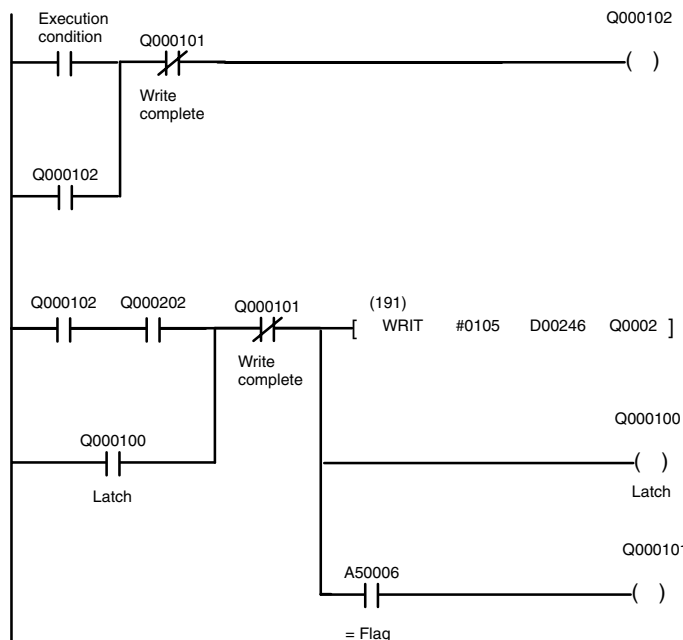 Execution
condition
Q000101
Q000102
Write
complete
Q000102
Q000102
Q000202
Q000101
(191)
[ WRIT #0105 D00246 Q0002 ]
Write
complete
Q000100
Latch
Q000100
Latch
A50006
Q000101
= Flag